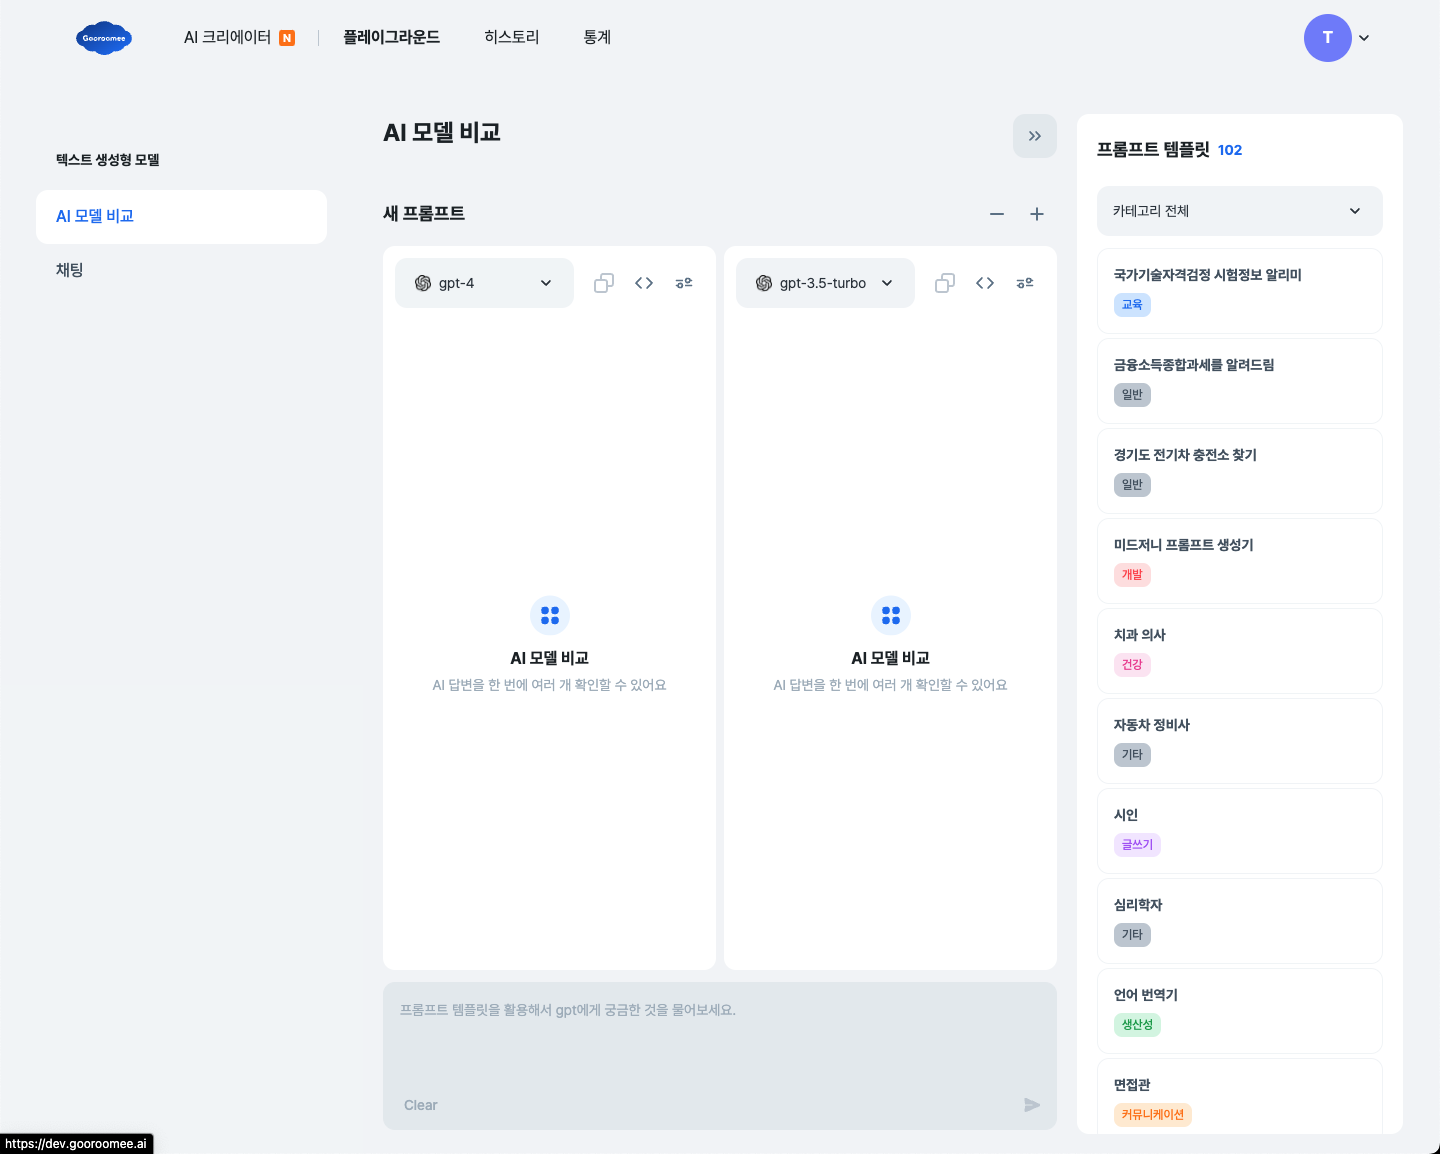 Gooroomee
AI 크리에이터 N
플레이그라운드
히스토리
통계
T
텍스트 생성형 모델
AI 모델 비교
채팅
AI 모델 비교
새 프롬프트
gpt-4
gpt-3.5-turbo
AI 모델 비교
AI 답변을 한 번에 여러 개 확인할 수 있어요
AI 모델 비교
AI 답변을 한 번에 여러 개 확인할 수 있어요
프롬프트 템플릿을 활용해서 gpt에게 궁금한 것을 물어보세요.
Clear
프롬프트 템플릿 102
카테고리 전체
국가기술자격검정 시험정보 알리미
교육
금융소득종합과세를 알려드림
일반
경기도 전기차 충전소 찾기
일반
미드저니 프롬프트 생성기
개발
치과 의사
건강
자동차 정비사
기타
시인
글쓰기
심리학자
기타
언어 번역기
생산성
면접관
커뮤니케이션
https://dev.gooroomee.ai